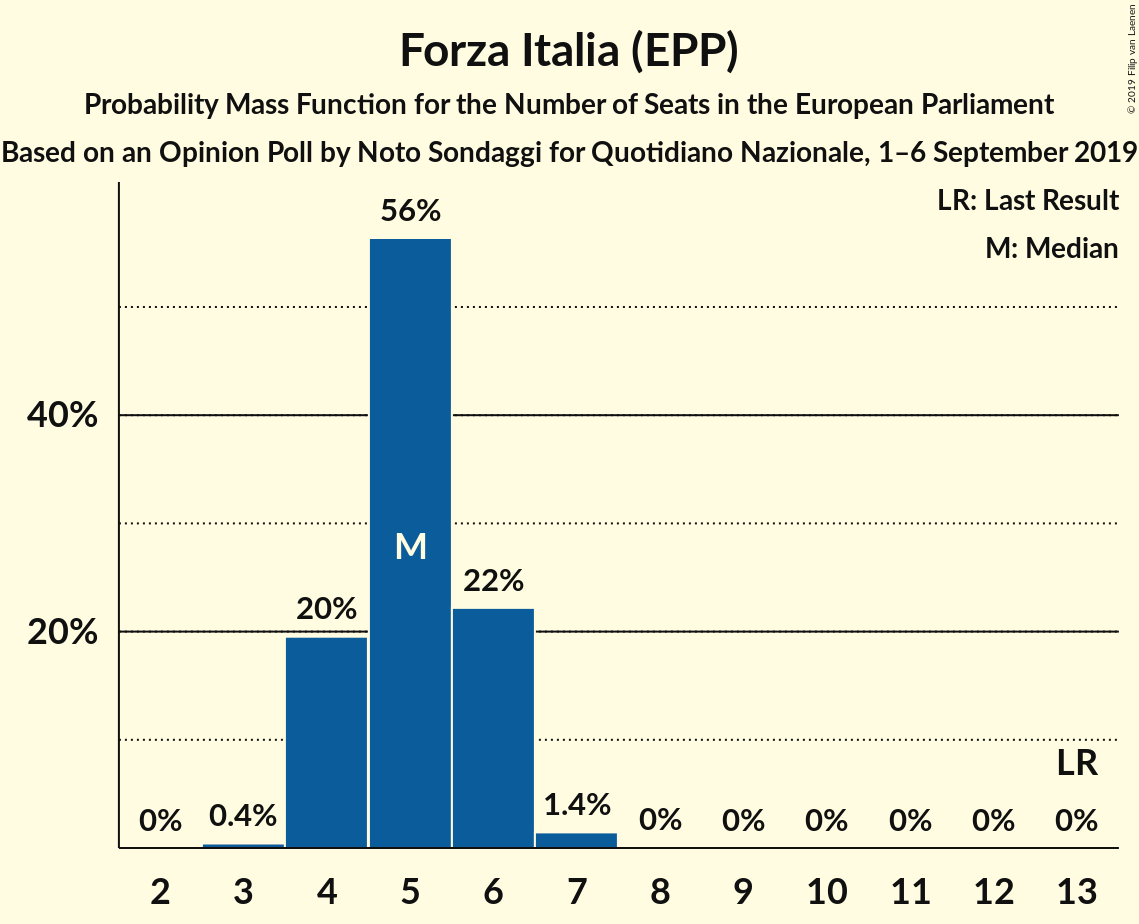 Forza Italia (EPP)
Probability Mass Function for the Number of Seats in the European Parliament
Based on an Opinion Poll by Noto Sondaggi for Quotidiano Nazionale, 1–6 September 2019
© 2019 Filip van Laenen
LR: Last Result
M: Median
56%
40%
M
22%
20%
20%
LR
1.4%
0.4%
0%
0%
0%
0%
0%
0%
0%
2 3 4 5 6 7 8 9 10 11 12 13